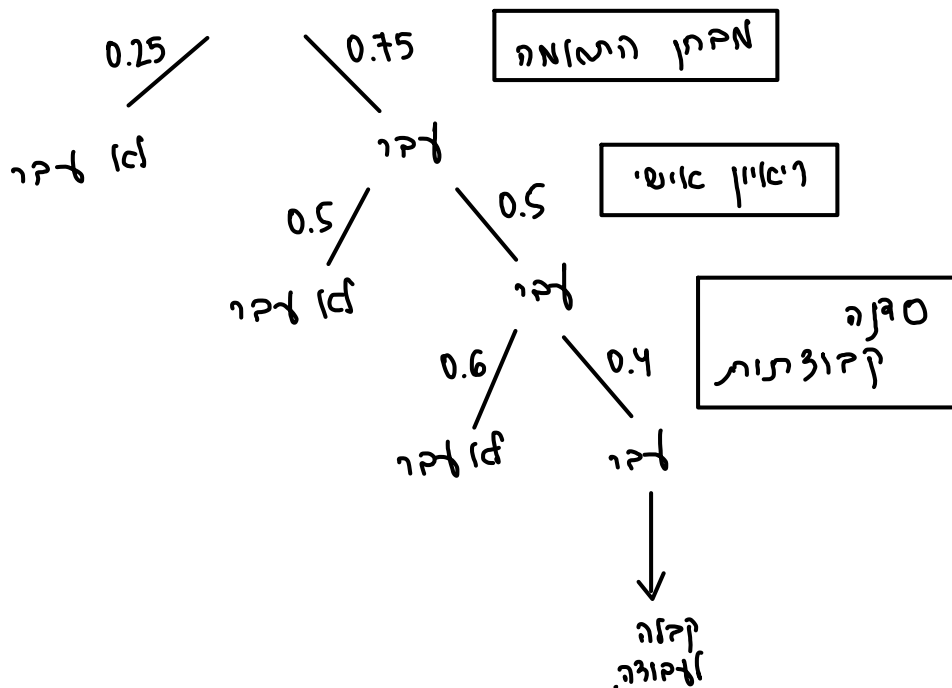 0.25
0.75
מבחן התאמה
לא עבר
עבר
ריאיון אישי
0.5
0.5
לא עבר
עבר
סדנה
קבוצתית
0.6
0.4
לא עבר
עבר
קבלה
לעבודה